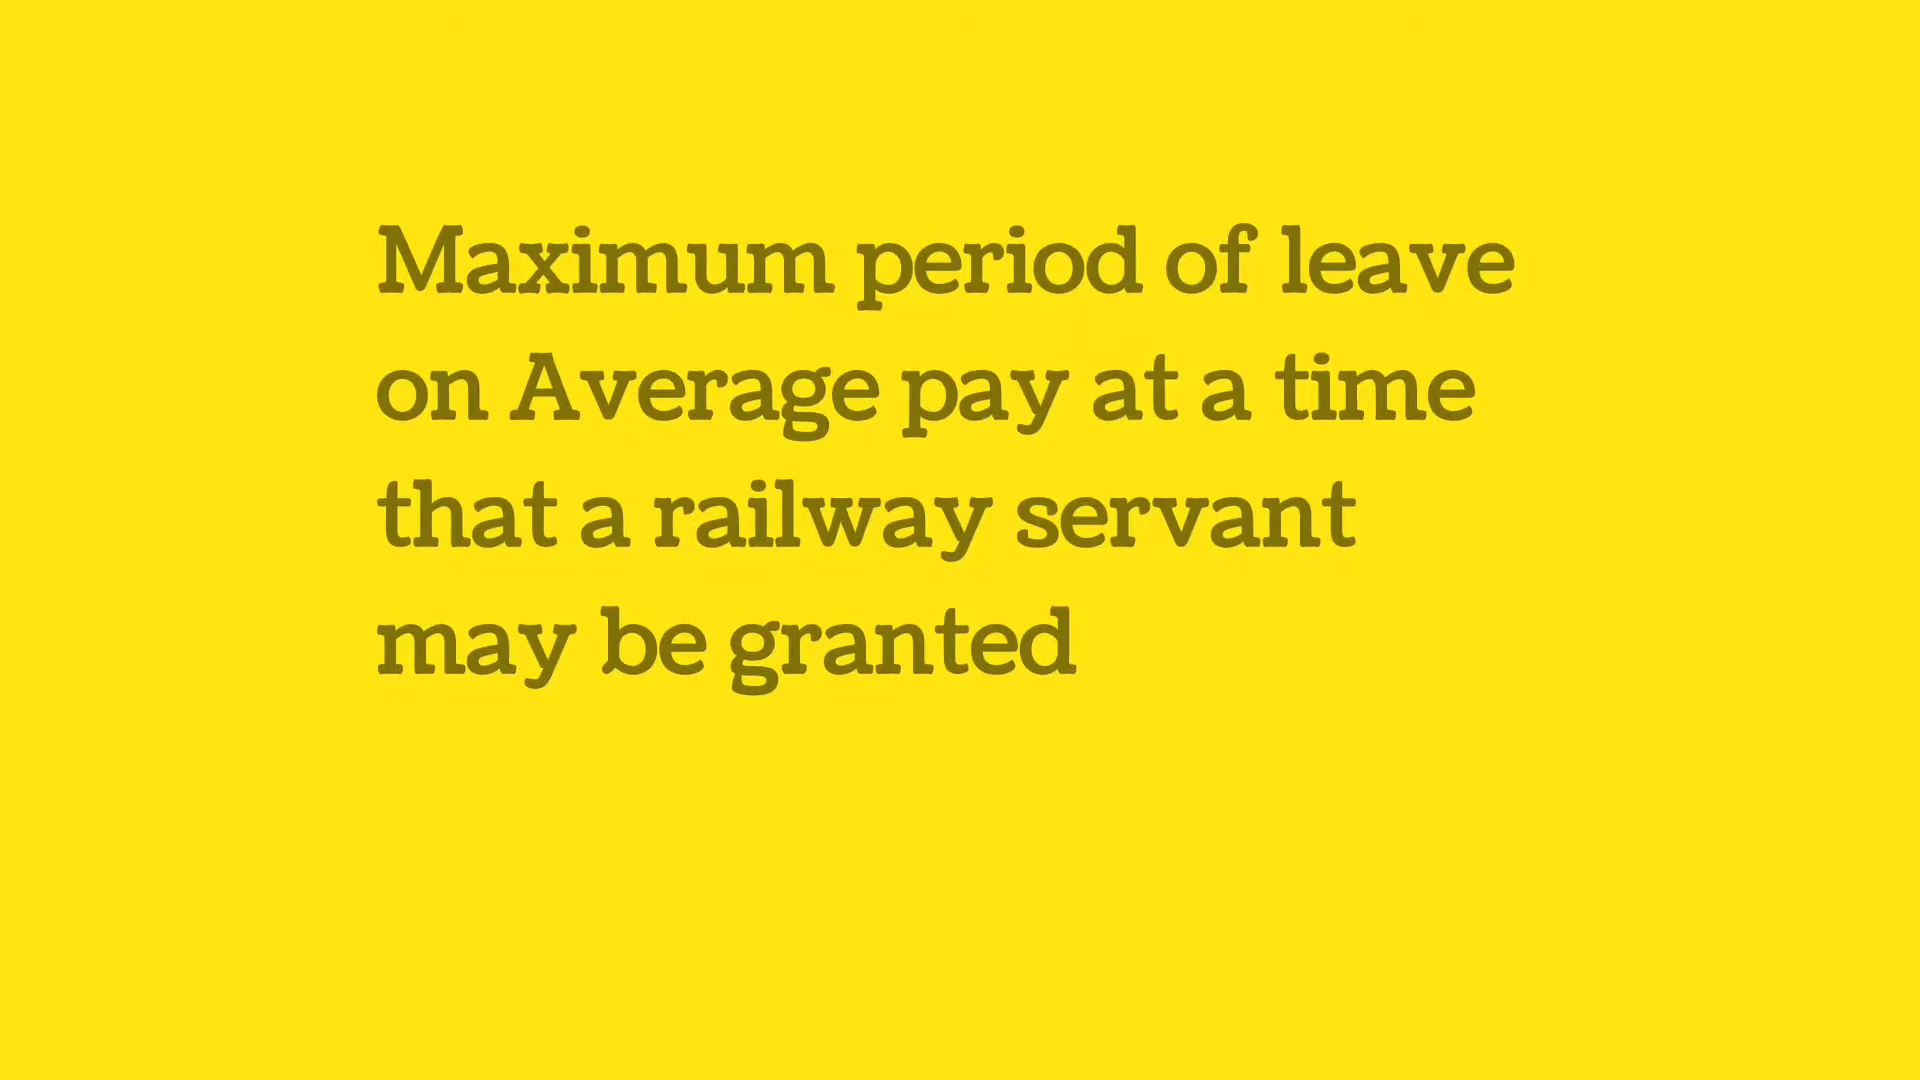 Maximum period of leave
on Average pay at a time
that a railway servant
may be granted